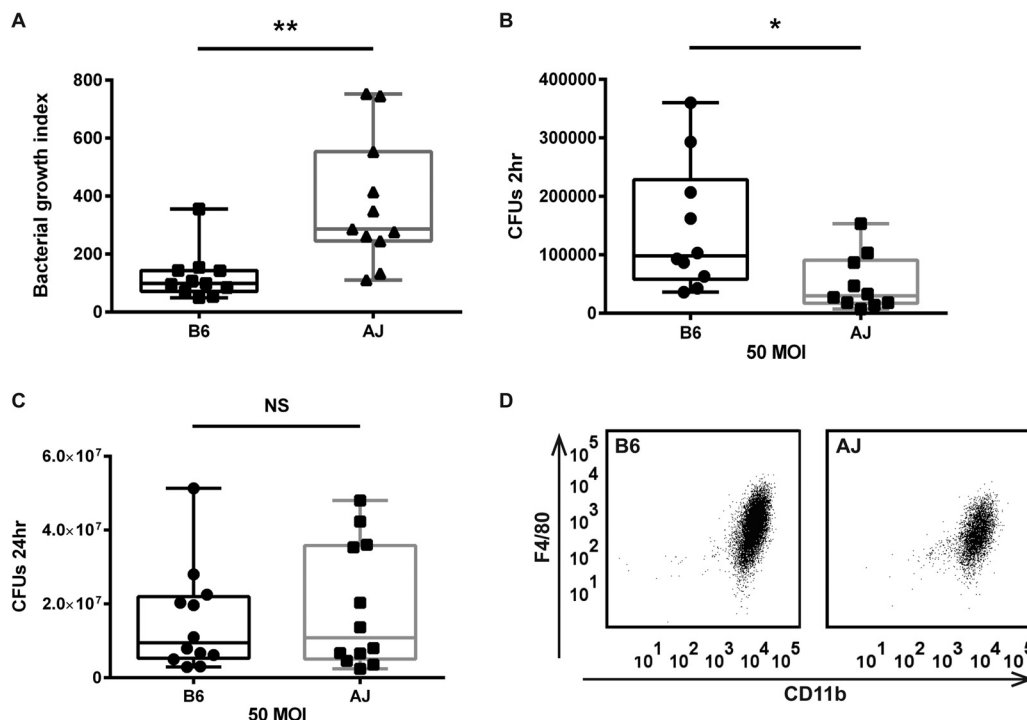 A
**
Bacterial growth index
800
600
400
200
0
B6
AJ
B
*
CFUs 2hr
400000
300000
200000
100000
0
B6
AJ
50 MOI
C
NS
CFUs 24hr
6.0×10⁷
4.0×10⁷
2.0×10⁷
0
B6
AJ
50 MOI
D
B6
AJ
F4/80
10⁵
10⁴
10³
10²
10¹
10¹ 10² 10³ 10⁴ 10⁵
10¹ 10² 10³ 10⁴ 10⁵
CD11b